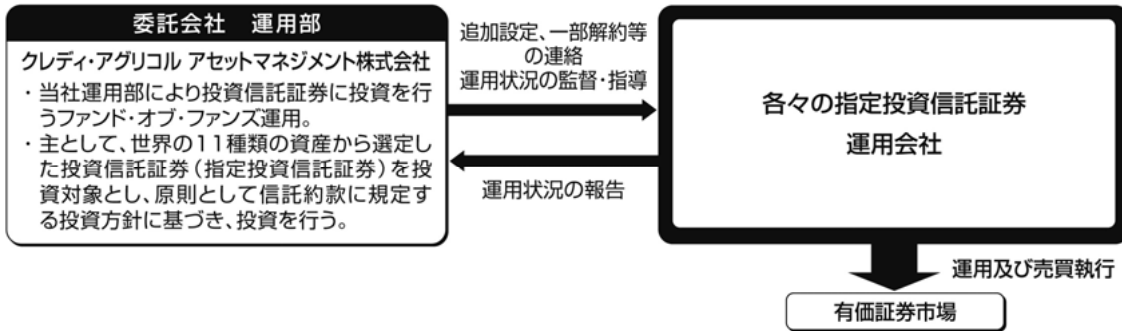 委託会社　運用部
クレディ・アグリコル アセットマネジメント株式会社
・当社運用部により投資信託証券に投資を行
うファンド・オブ・ファンズ運用。
・主として、世界の11種類の資産から選定し
た投資信託証券（指定投資信託証券）を投
資対象とし、原則として信託約款に規定す
る投資方針に基づき、投資を行う。
追加設定、一部解約等
の連絡
運用状況の監督・指導
運用状況の報告
各々の指定投資信託証券
運用会社
運用及び売買執行
有価証券市場